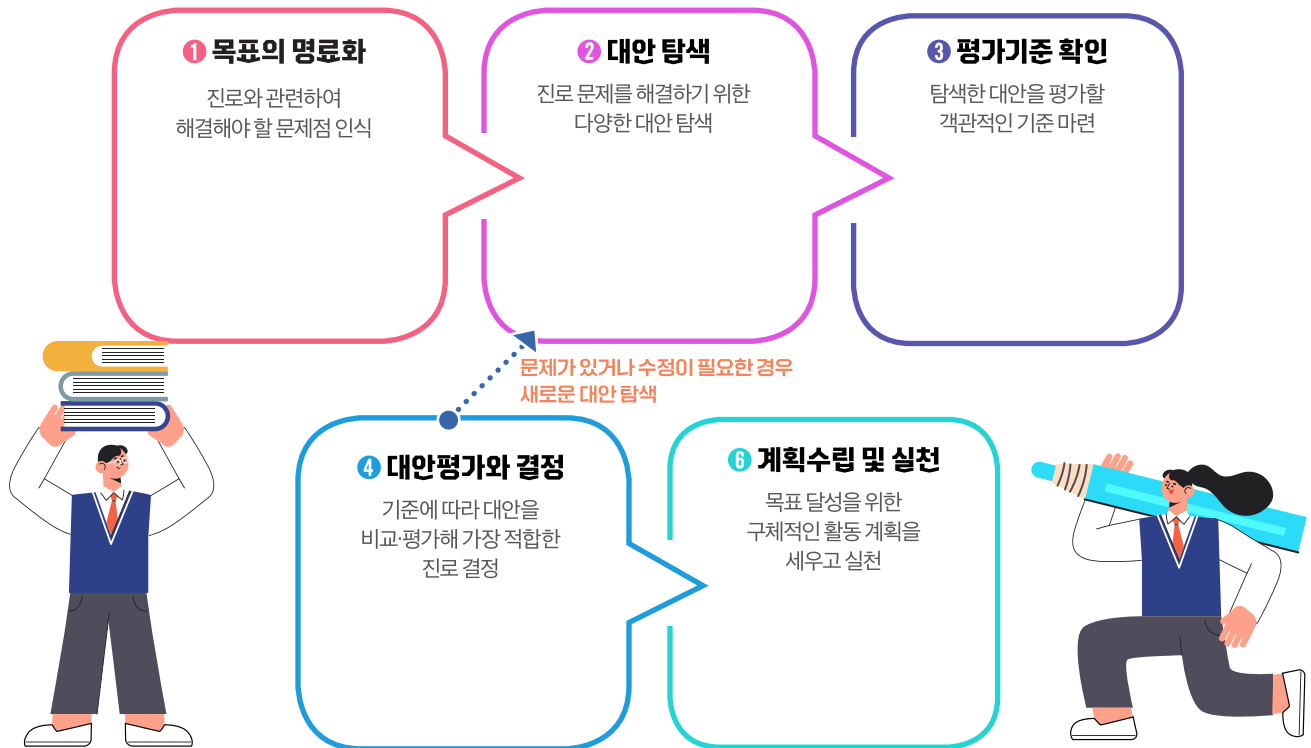 ❶ 목표의 명료화
진로와 관련하여
해결해야 할 문제점 인식
❷ 대안 탐색
진로 문제를 해결하기 위한
다양한 대안 탐색
❸ 평가기준 확인
탐색한 대안을 평가할
객관적인 기준 마련
문제가 있거나 수정이 필요한 경우
새로운 대안 탐색
❹ 대안평가와 결정
기준에 따라 대안을
비교·평가해 가장 적합한
진로 결정
❻ 계획수립 및 실천
목표 달성을 위한
구체적인 활동 계획을
세우고 실천